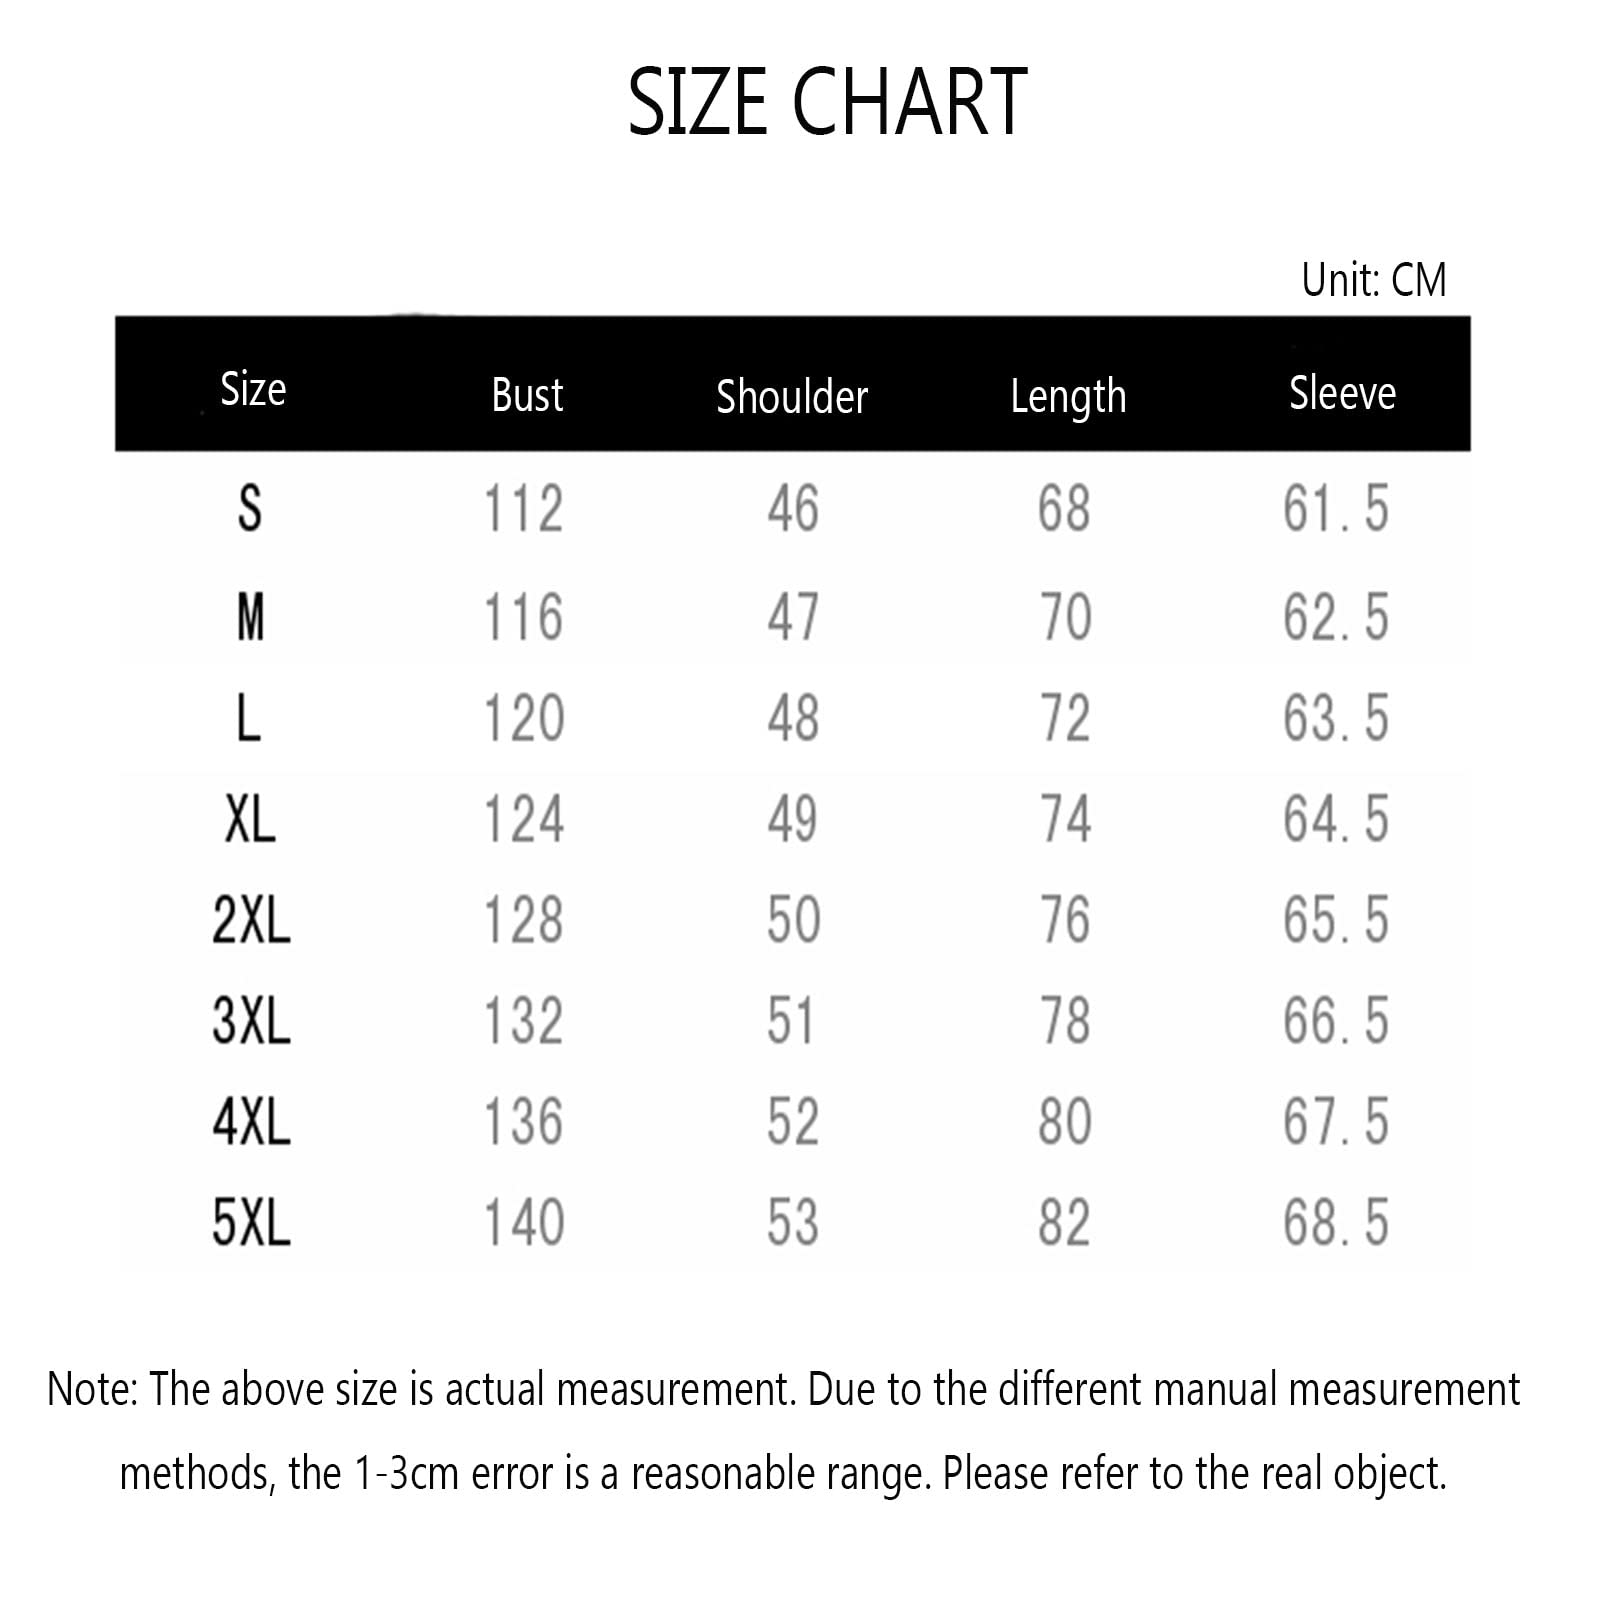 SIZE CHART
Unit: CM
Size Bust Shoulder Length Sleeve
S 112 46 68 61.5
M 116 47 70 62.5
L 120 48 72 63.5
XL 124 49 74 64.5
2XL 128 50 76 65.5
3XL 132 51 78 66.5
4XL 136 52 80 67.5
5XL 140 53 82 68.5
Note: The above size is actual measurement. Due to the different manual measurement
methods, the 1-3cm error is a reasonable range. Please refer to the real object.